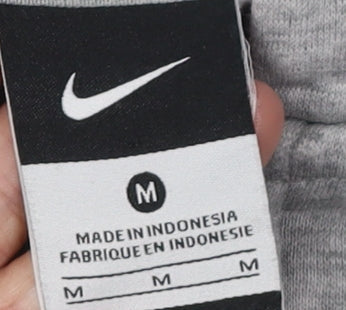 M
MADE IN INDONESIA
FABRIQUE EN INDONESIE
M M M